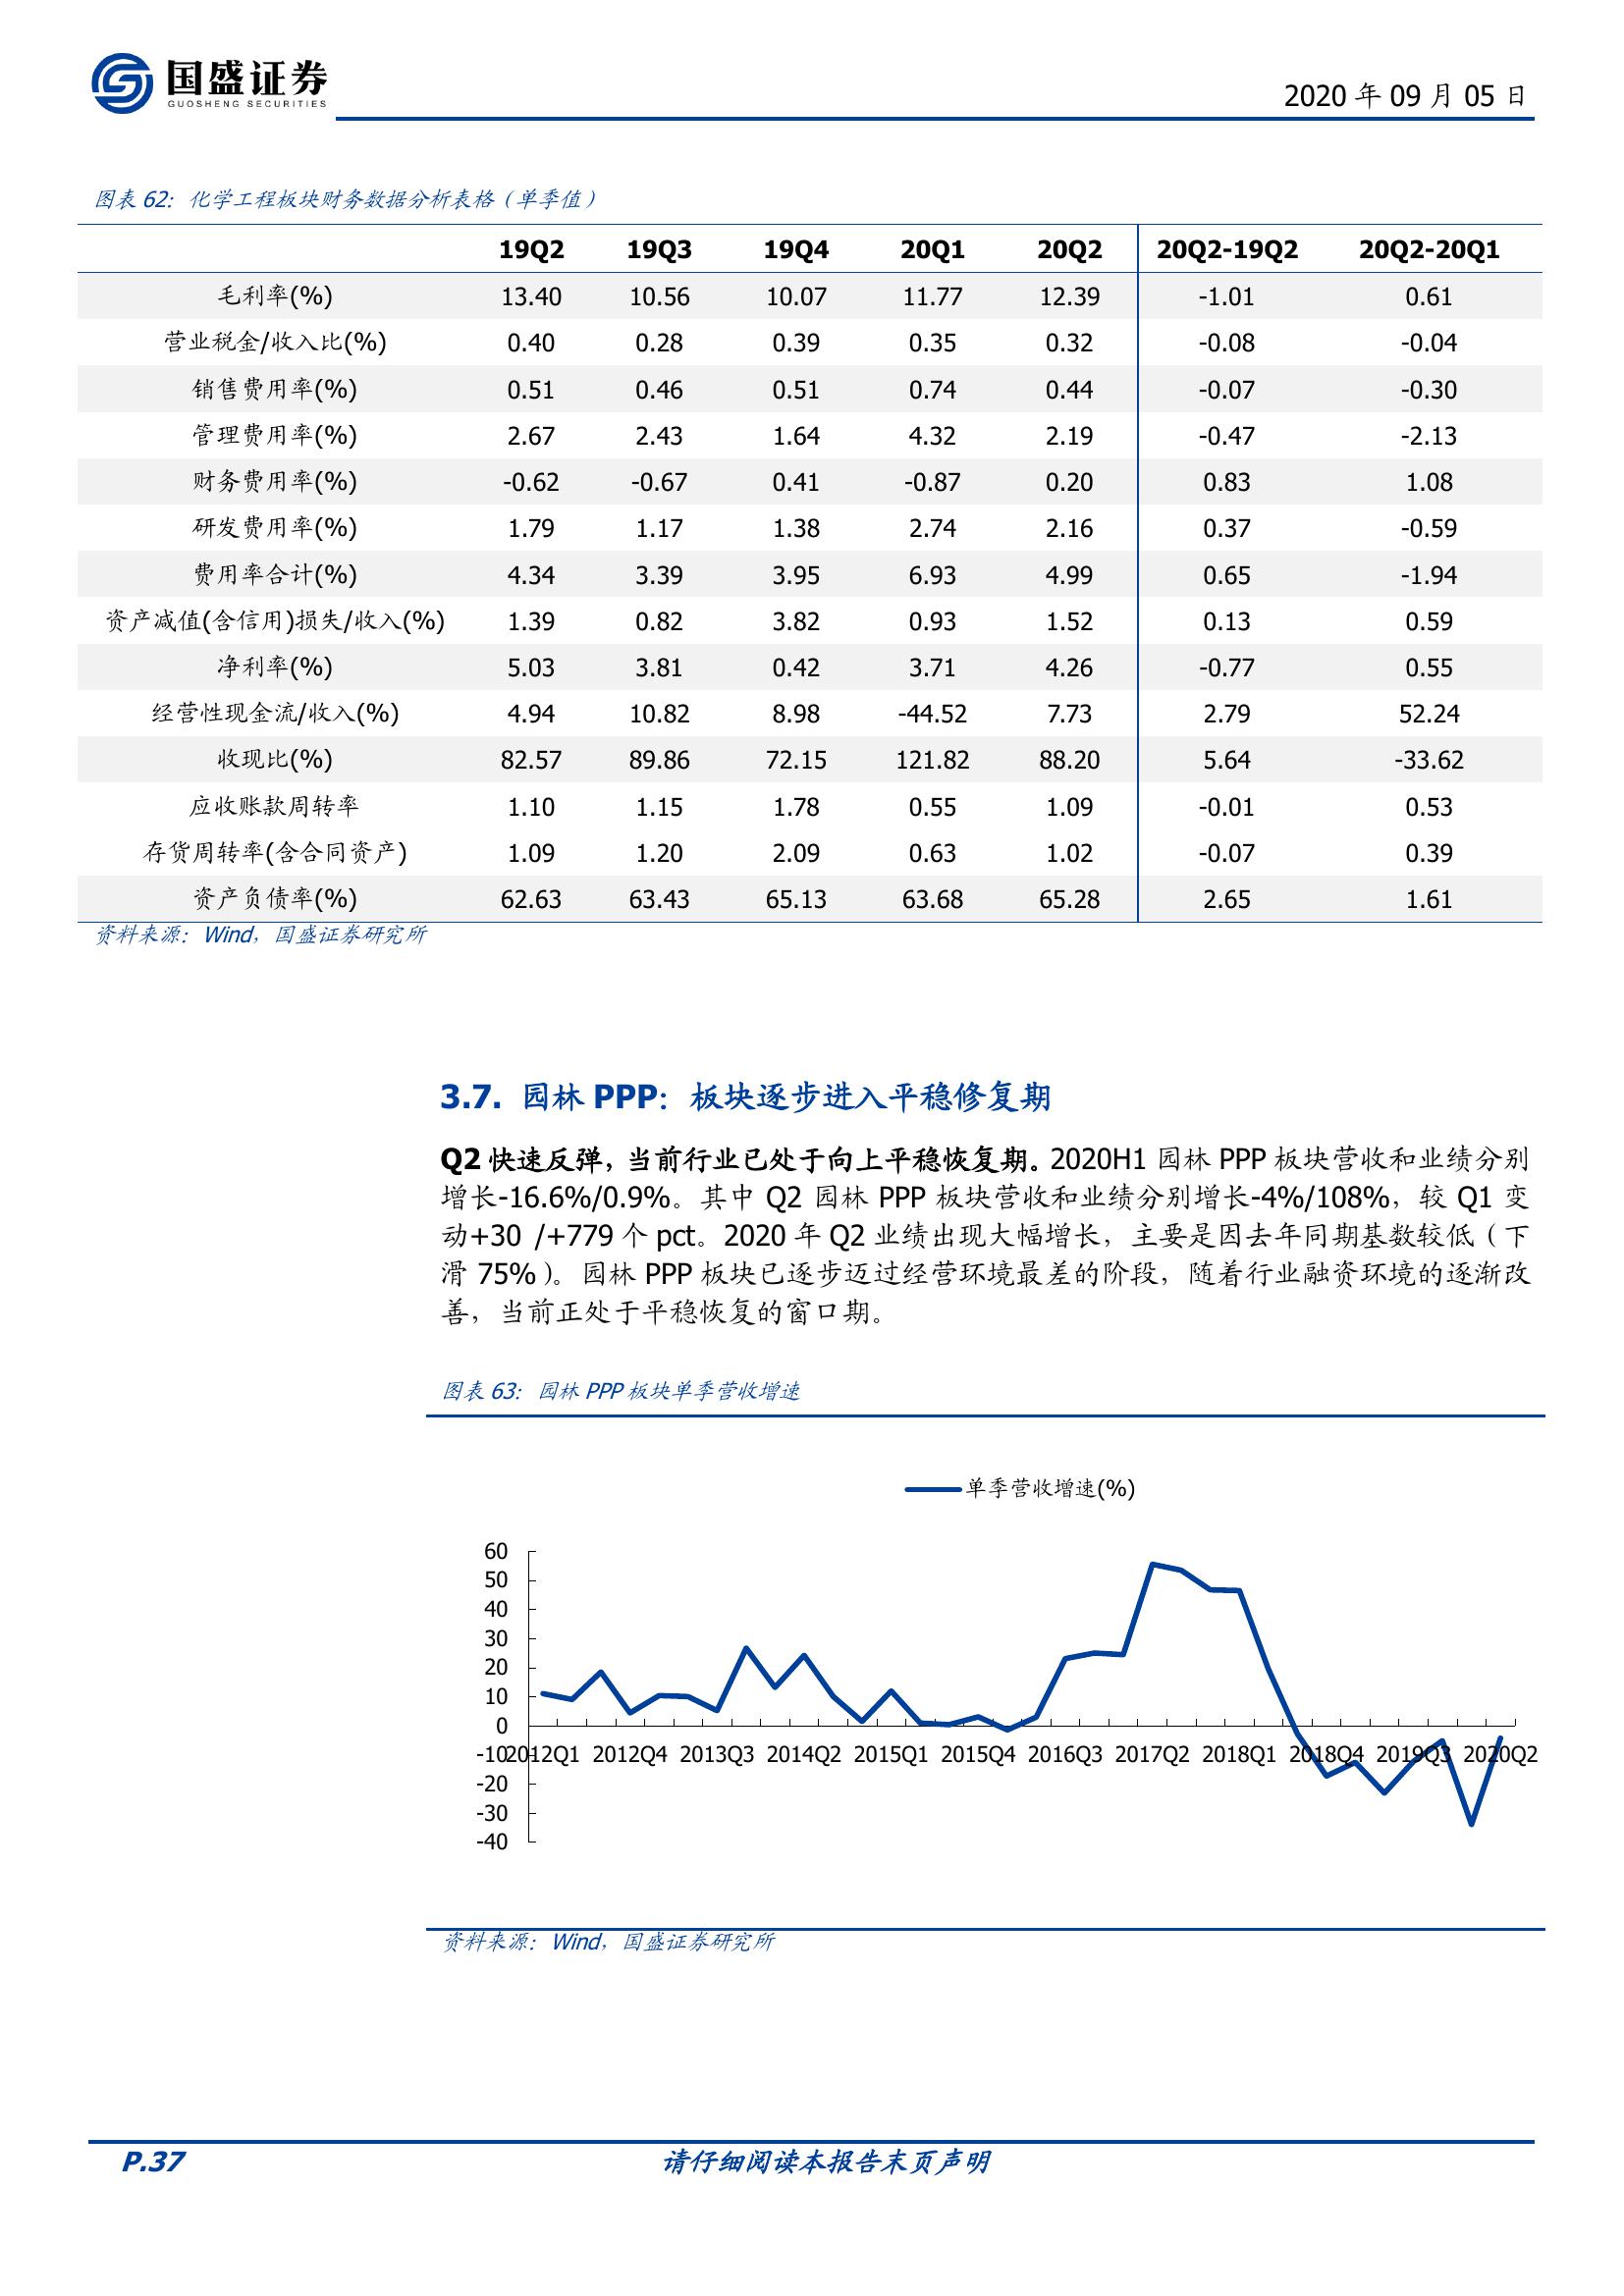 国盛证券
GUOSHENG SECURITIES
2020 年 09 月 05 日
图表 62：化学工程板块财务数据分析表格（单季值）
19Q2 19Q3 19Q4 20Q1 20Q2 20Q2-19Q2 20Q2-20Q1
毛利率(%) 13.40 10.56 10.07 11.77 12.39 -1.01 0.61
营业税金/收入比(%) 0.40 0.28 0.39 0.35 0.32 -0.08 -0.04
销售费用率(%) 0.51 0.46 0.51 0.74 0.44 -0.07 -0.30
管理费用率(%) 2.67 2.43 1.64 4.32 2.19 -0.47 -2.13
财务费用率(%) -0.62 -0.67 0.41 -0.87 0.20 0.83 1.08
研发费用率(%) 1.79 1.17 1.38 2.74 2.16 0.37 -0.59
费用率合计(%) 4.34 3.39 3.95 6.93 4.99 0.65 -1.94
资产减值(含信用)损失/收入(%) 1.39 0.82 3.82 0.93 1.52 0.13 0.59
净利率(%) 5.03 3.81 0.42 3.71 4.26 -0.77 0.55
经营性现金流/收入(%) 4.94 10.82 8.98 -44.52 7.73 2.79 52.24
收现比(%) 82.57 89.86 72.15 121.82 88.20 5.64 -33.62
应收账款周转率 1.10 1.15 1.78 0.55 1.09 -0.01 0.53
存货周转率(含合同资产) 1.09 1.20 2.09 0.63 1.02 -0.07 0.39
资产负债率(%) 62.63 63.43 65.13 63.68 65.28 2.65 1.61
资料来源：Wind，国盛证券研究所
3.7. 园林 PPP：板块逐步进入平稳修复期
Q2 快速反弹，当前行业已处于向上平稳恢复期。2020H1 园林 PPP 板块营收和业绩分别
增长-16.6%/0.9%。其中 Q2 园林 PPP 板块营收和业绩分别增长-4%/108%，较 Q1 变
动+30 /+779 个 pct。2020 年 Q2 业绩出现大幅增长，主要是因去年同期基数较低（下
滑 75%）。园林 PPP 板块已逐步迈过经营环境最差的阶段，随着行业融资环境的逐渐改
善，当前正处于平稳恢复的窗口期。
图表 63：园林 PPP 板块单季营收增速
单季营收增速(%)
60
50
40
30
20
10
0
-10
2012Q1 2012Q4 2013Q3 2014Q2 2015Q1 2015Q4 2016Q3 2017Q2 2018Q1 2018Q4 2019Q3 2020Q2
-20
-30
-40
资料来源：Wind，国盛证券研究所
P.37 请仔细阅读本报告末页声明